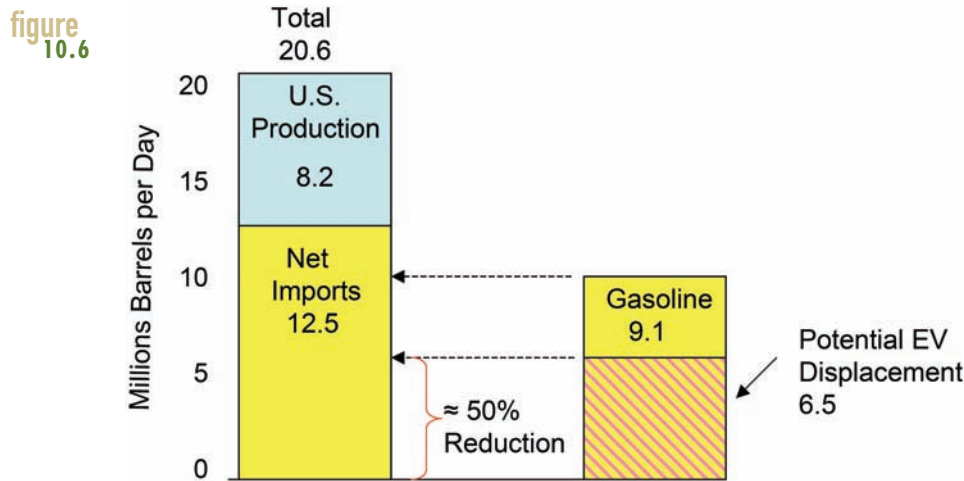 figure
10.6
Total
20.6
Millions Barrels per Day
20
15
10
5
0
U.S.
Production
8.2
Net
Imports
12.5
≈ 50%
Reduction
Gasoline
9.1
Potential EV
Displacement
6.5